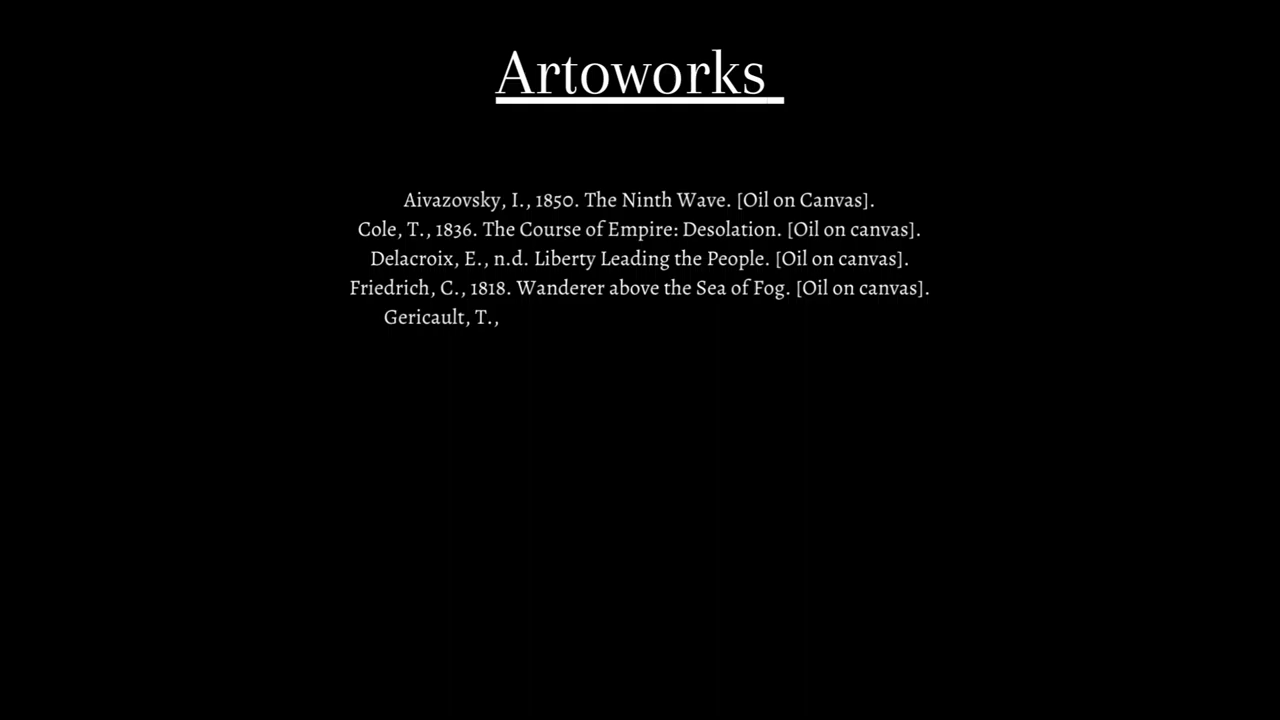 Artoworks
Aivazovsky, I., 1850. The Ninth Wave. [Oil on Canvas].
Cole, T., 1836. The Course of Empire: Desolation. [Oil on canvas].
Delacroix, E., n.d. Liberty Leading the People. [Oil on canvas].
Friedrich, C., 1818. Wanderer above the Sea of Fog. [Oil on canvas].
Gericault, T.,